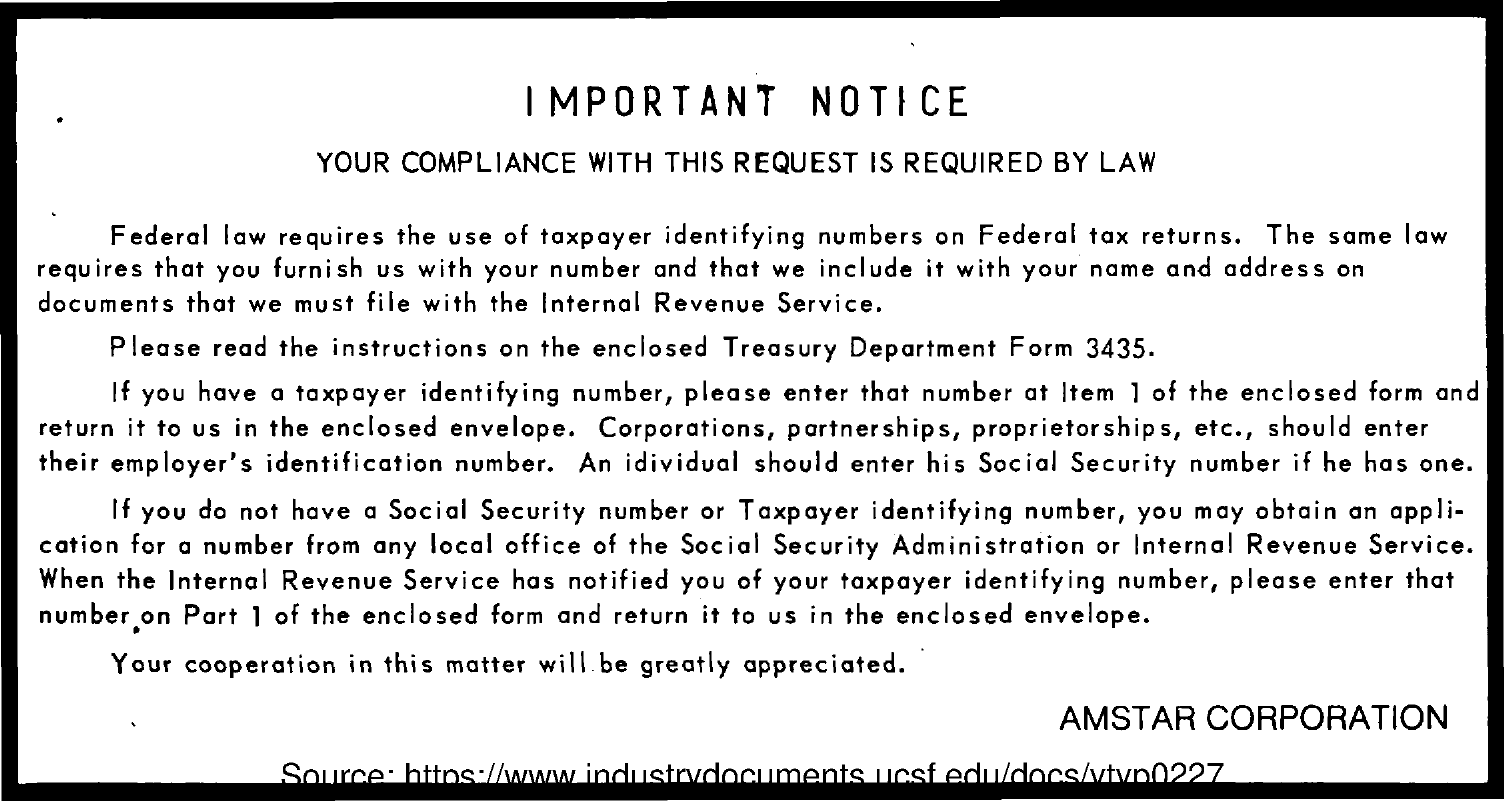 IMPORTANT NOTICE
YOUR COMPLIANCE WITH THIS REQUEST IS REQUIRED BY LAW
Federal law requires the use of taxpayer identifying numbers on Federal tax returns. The same law
requires that you furnish us with your number and that we include it with your name and address on
documents that we must file with the Internal Revenue Service.
Please read the instructions on the enclosed Treasury Department Form 3435.
If you have a taxpayer identifying number, please enter that number at Item 1 of the enclosed form and
return it to us in the enclosed envelope. Corporations, partnerships, proprietorships, etc., should enter
their employer's identification number. An idividual should enter his Social Security number if he has one.
If you do not have a Social Security number or Taxpayer identifying number, you may obtain an appli-
cation for a number from any local office of the Social Security Administration or Internal Revenue Service.
When the Internal Revenue Service has notified you of your taxpayer identifying number, please enter that
number on Part 1 of the enclosed form and return it to us in the enclosed envelope.
Your cooperation in this matter will be greatly appreciated.
AMSTAR CORPORATION
Source: https://www.industrydocuments.ucsf.edu/docs/ytyp0227